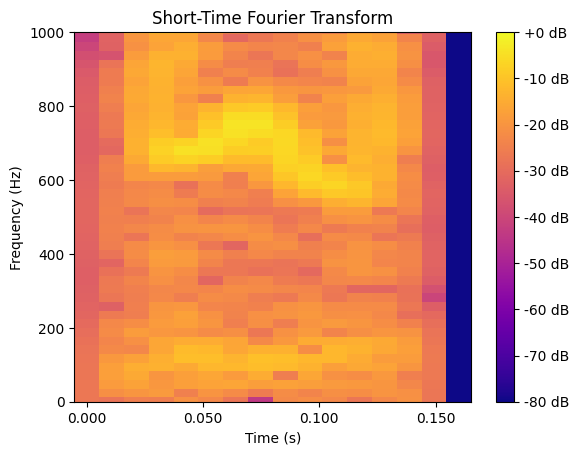 Short-Time Fourier Transform
1000
800
600
400
200
0
Frequency (Hz)
0.000
0.050
0.100
0.150
Time (s)
+0 dB
-10 dB
-20 dB
-30 dB
-40 dB
-50 dB
-60 dB
-70 dB
-80 dB